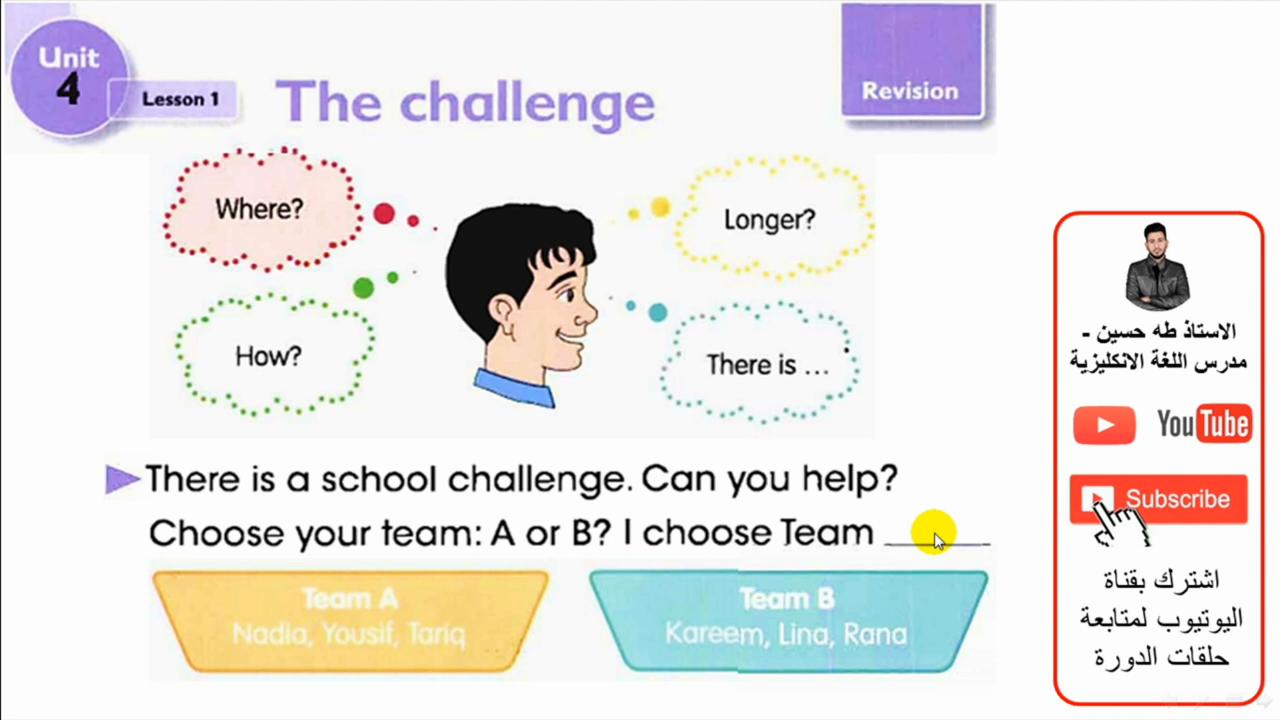 Unit
4
Lesson 1
The challenge
Revision
Where?
Longer?
How?
There is ...
There is a school challenge. Can you help?
Choose your team: A or B? I choose Team ______
Team A
Nadia, Yousif, Tariq
Team B
Kareem, Lina, Rana
الاستاذ طه حسين -
مدرس اللغة الانكليزية
YouTube
Subscribe
اشترك بقناة
اليوتيوب لمتابعة
حلقات الدورة